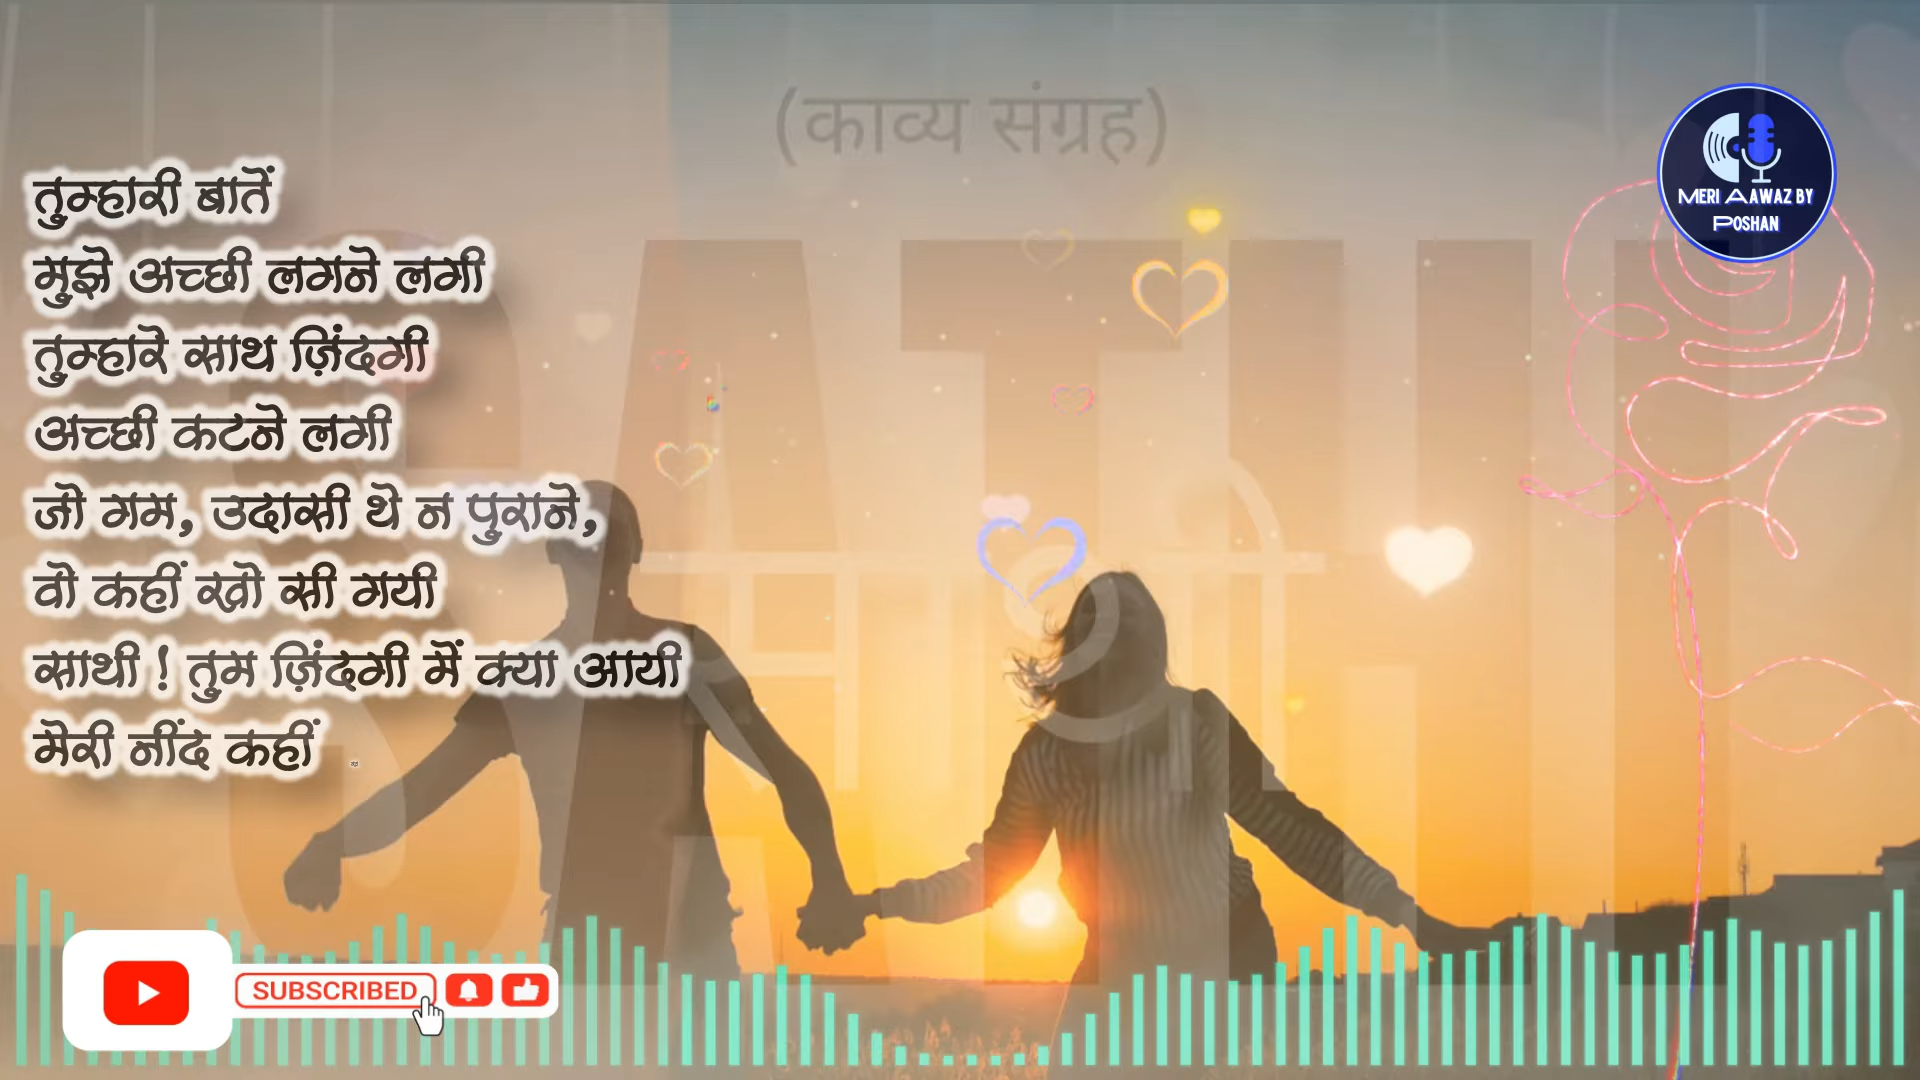 (काव्य संग्रह)
तुम्हारी बातें
मुझे अच्छी लगने लगी
तुम्हारे साथ ज़िंदगी
अच्छी कटने लगी
जो गम, उदासी थे न पुराने,
वो कहीं खो सी गयी
साथी ! तुम ज़िंदगी में क्या आयी
मेरी नींद कहीं
SATHI
साथी
MERI AAWAZ BY
POSHAN
SUBSCRIBED